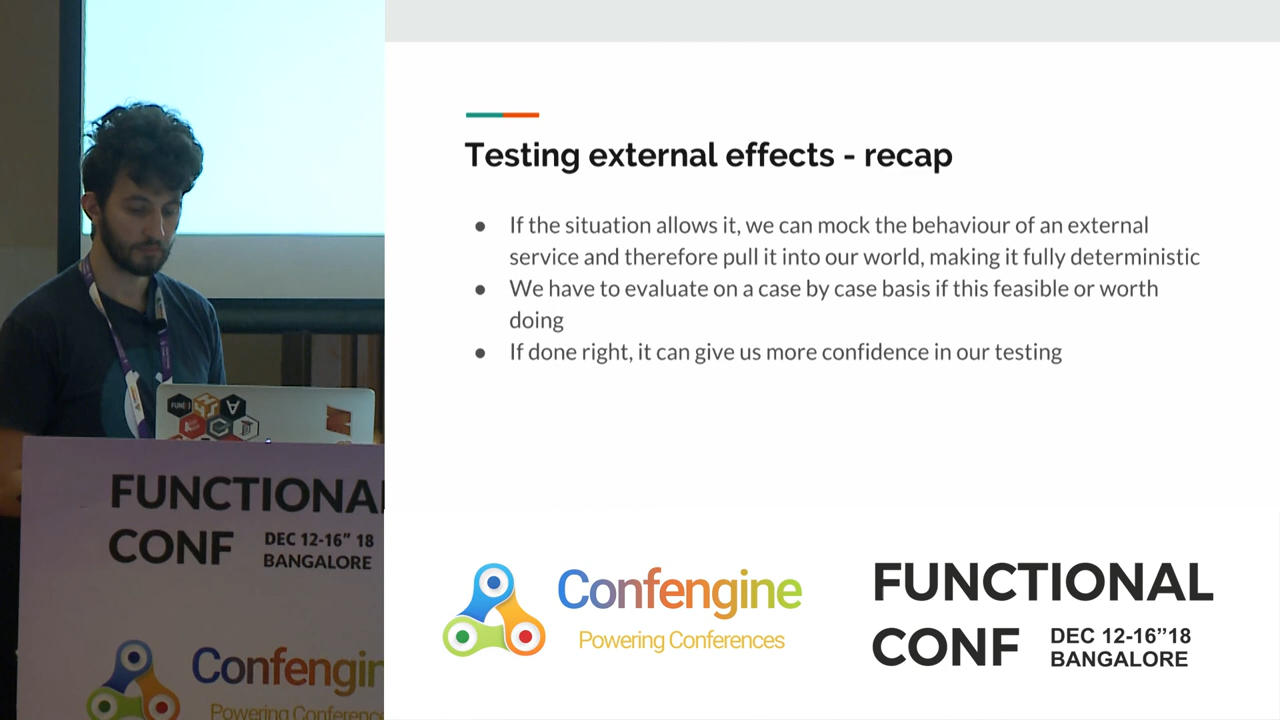 Testing external effects - recap
● If the situation allows it, we can mock the behaviour of an external
service and therefore pull it into our world, making it fully deterministic
● We have to evaluate on a case by case basis if this feasible or worth
doing
● If done right, it can give us more confidence in our testing
FUNCTIONA
CONF DEC 12-16" 18
BANGALORE
Confengin
Powering Conference
Confengine
Powering Conferences
FUNCTIONAL
CONF DEC 12-16”18
BANGALORE